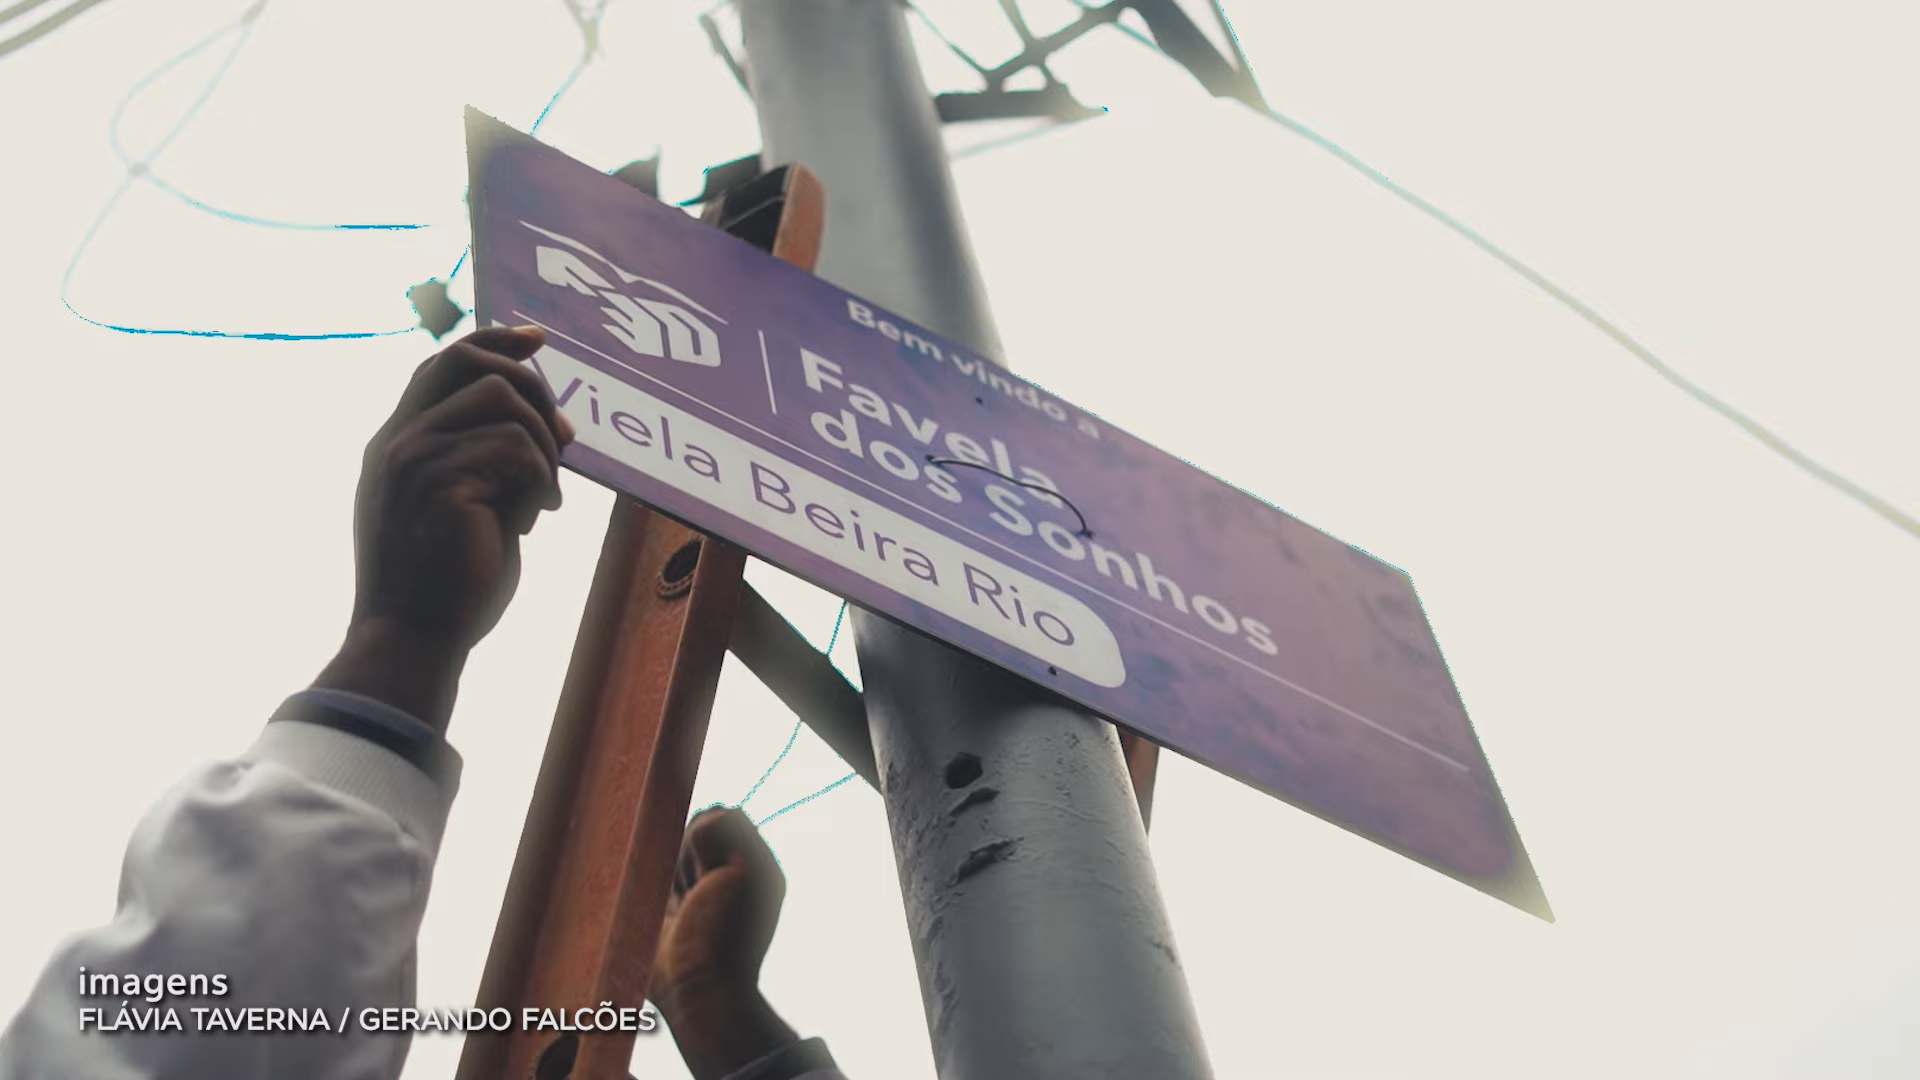 Bem vindo a
Favela
dos Sonhos
Viela Beira Rio
imagens
FLÁVIA TAVERNA / GERANDO FALCÕES